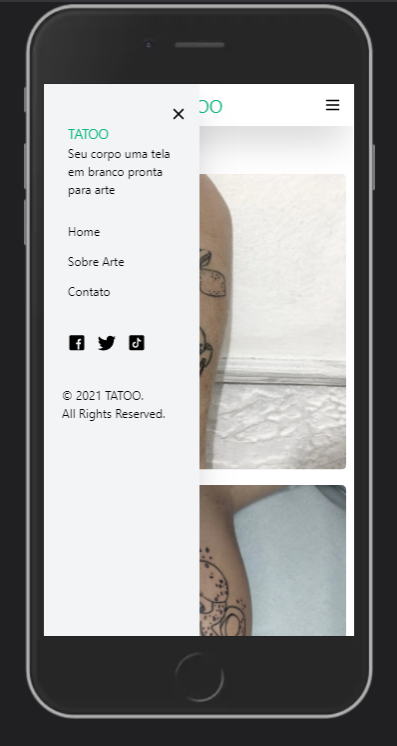 OO
TATOO
Seu corpo uma tela
em branco pronta
para arte
Home
Sobre Arte
Contato
© 2021 TATOO.
All Rights Reserved.